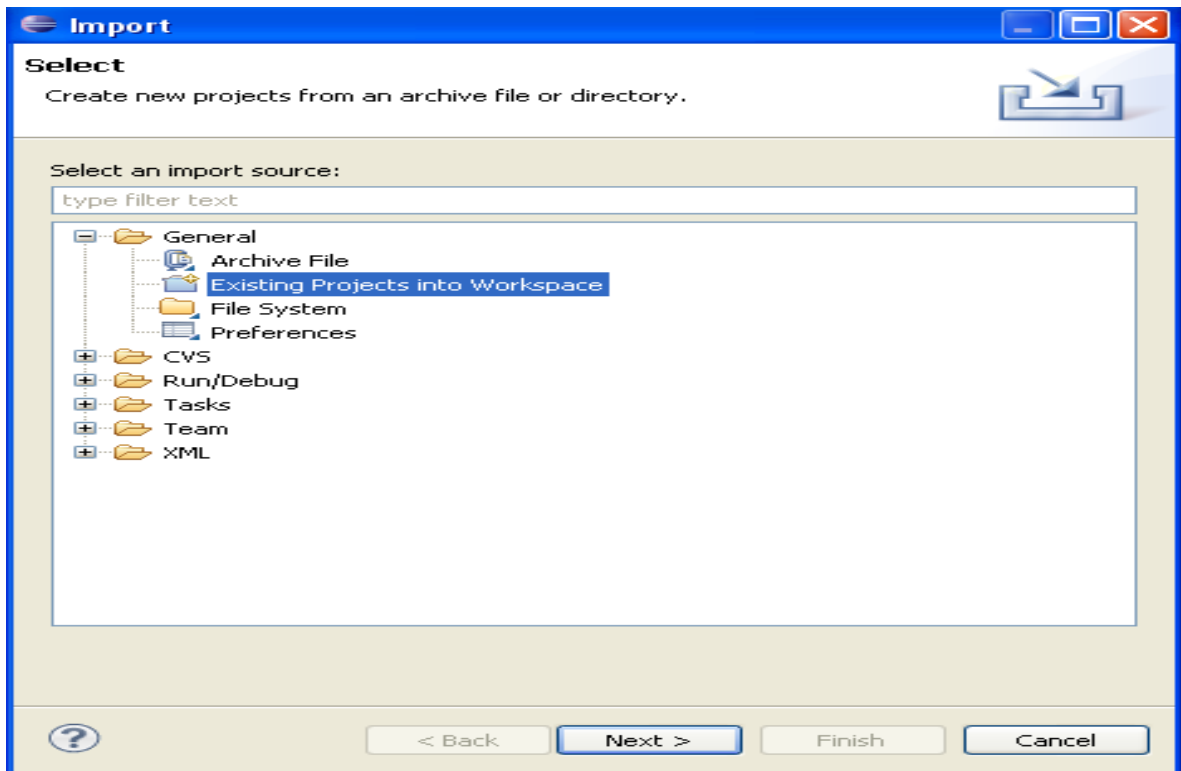 Import
Select
Create new projects from an archive file or directory.
Select an import source:
type filter text
General
Archive File
Existing Projects into Workspace
File System
Preferences
CVS
Run/Debug
Tasks
Team
XML
?
< Back Next > Finish Cancel